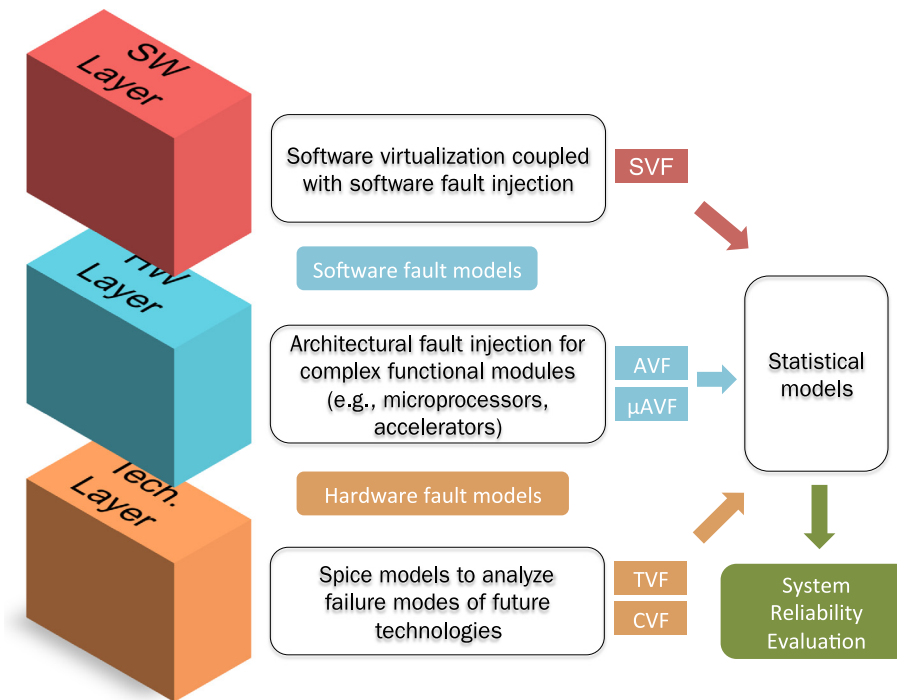 SW
Layer
Software virtualization coupled
with software fault injection
SVF
Software fault models
HW
Layer
Architectural fault injection for
complex functional modules
(e.g., microprocessors,
accelerators)
AVF
µAVF
Statistical
models
Hardware fault models
Tech.
Layer
Spice models to analyze
failure modes of future
technologies
TVF
CVF
System
Reliability
Evaluation